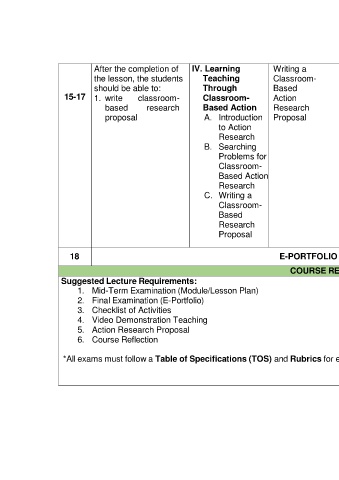 15-17
After the completion of
the lesson, the students
should be able to:
1. write classroom-
based research
proposal
IV. Learning
Teaching
Through
Classroom-
Based Action
A. Introduction
to Action
Research
B. Searching
Problems for
Classroom-
Based Action
Research
C. Writing a
Classroom-
Based
Research
Proposal
Writing a
Classroom-
Based
Action
Research
Proposal
18
E-PORTFOLIO
COURSE RE
Suggested Lecture Requirements:
1. Mid-Term Examination (Module/Lesson Plan)
2. Final Examination (E-Portfolio)
3. Checklist of Activities
4. Video Demonstration Teaching
5. Action Research Proposal
6. Course Reflection
*All exams must follow a Table of Specifications (TOS) and Rubrics for e